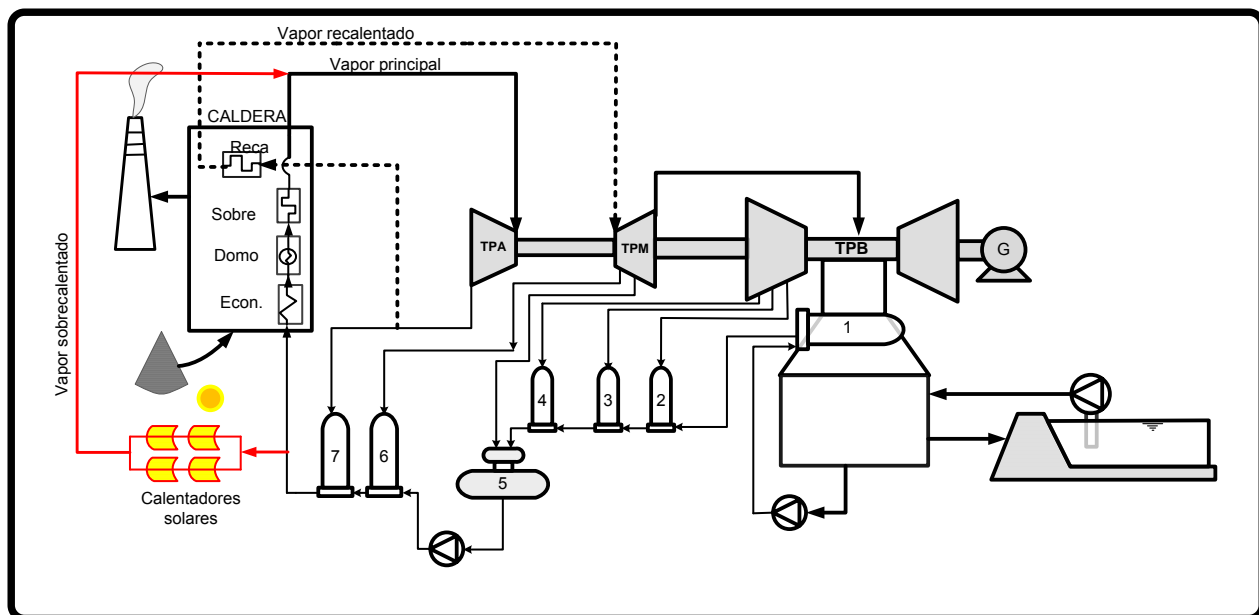 Vapor recalentado
Vapor principal
CALDERA
Reca
Sobre
Domo
Econ.
Vapor sobrecalentado
TPA
TPM
TPB
G
1
2
3
4
5
6
7
Calentadores
solares